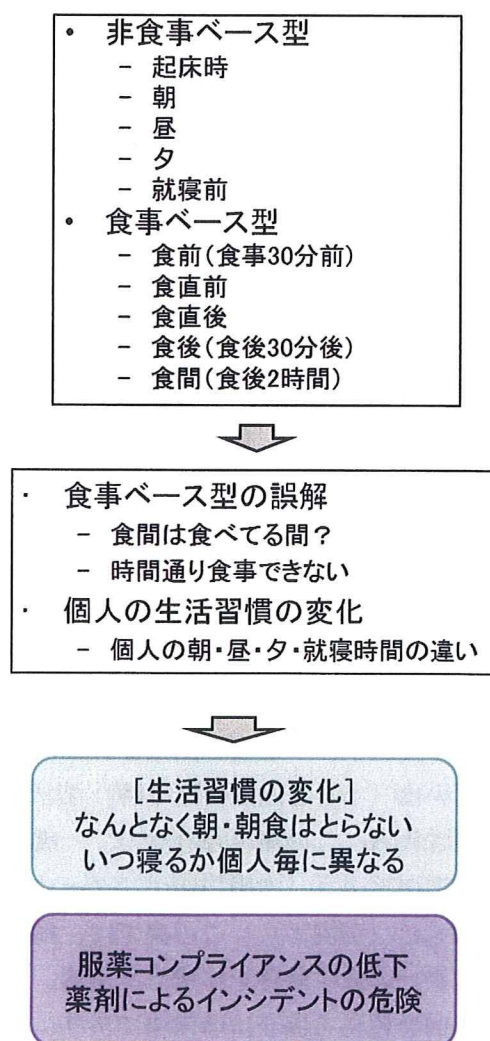 • 非食事ベース型
− 起床時
− 朝
− 昼
− タ
− 就寝前
• 食事ベース型
− 食前(食事30分前)
− 食直前
− 食直後
− 食後(食後30分後)
− 食間(食後2時間)
・ 食事ベース型の誤解
− 食間は食べてる間？
− 時間通り食事できない
・ 個人の生活習慣の変化
− 個人の朝・昼・夕・就寝時間の違い
[生活習慣の変化]
なんとなく朝・朝食はとらない
いつ寝るか個人毎に異なる
服薬コンプライアンスの低下
薬剤によるインシデントの危険